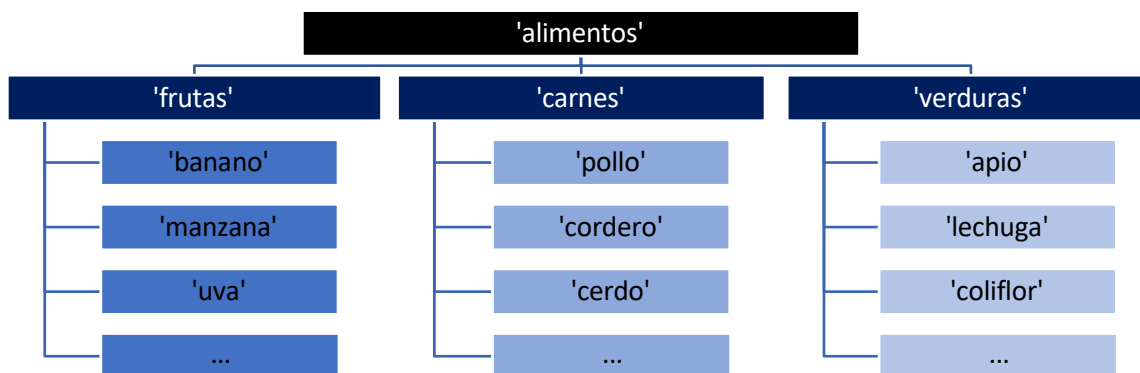 'alimentos'
'frutas'
'banano'
'manzana'
'uva'
...
'carnes'
'pollo'
'cordero'
'cerdo'
...
'verduras'
'apio'
'lechuga'
'coliflor'
...